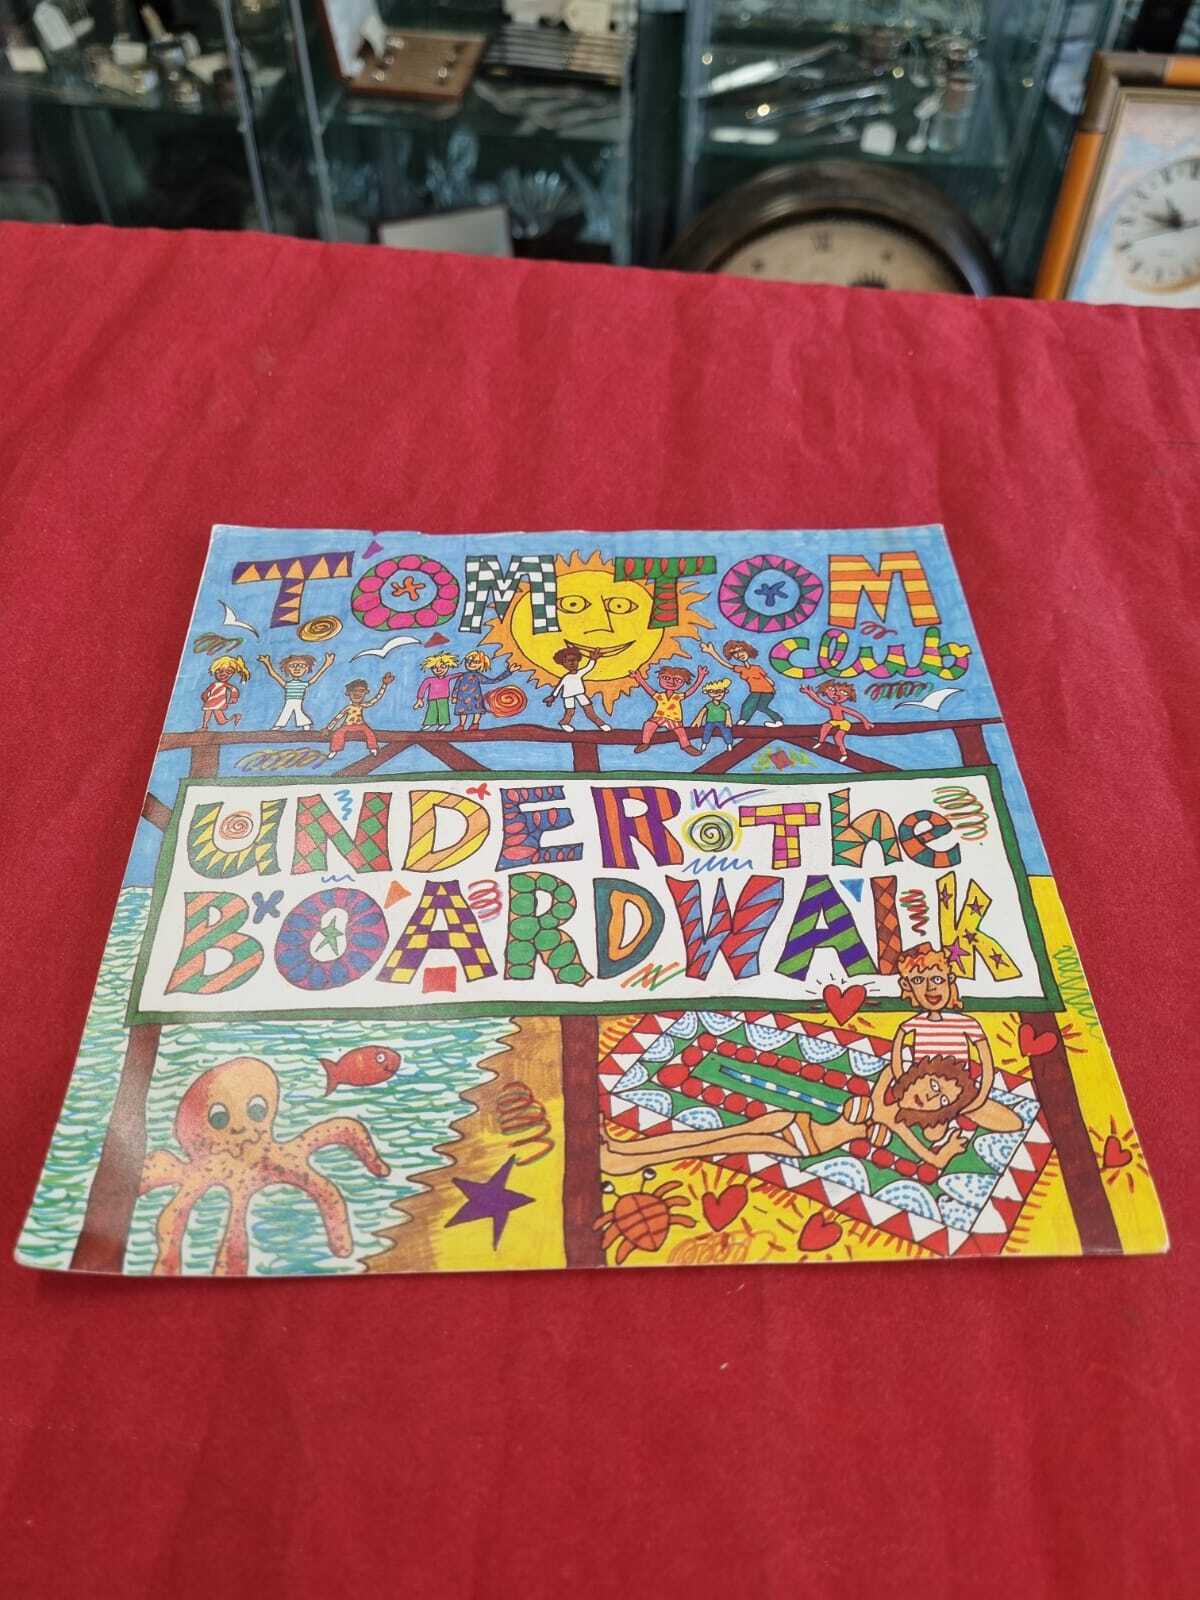 TOM TOM
club
UNDER The
BOARDWALK